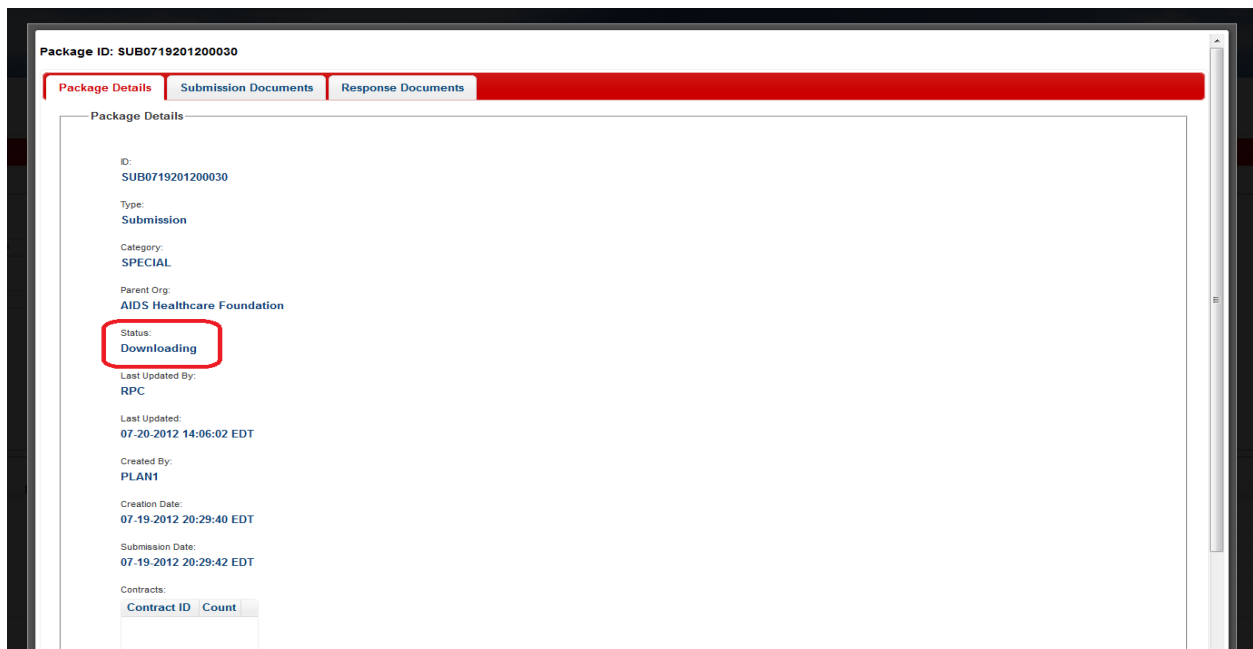 Package ID: SUB0719201200030
Package Details Submission Documents Response Documents
Package Details
ID:
SUB0719201200030
Type:
Submission
Category:
SPECIAL
Parent Org:
AIDS Healthcare Foundation
Status:
Downloading
Last Updated By:
RPC
Last Updated:
07-20-2012 14:06:02 EDT
Created By:
PLAN1
Creation Date:
07-19-2012 20:29:40 EDT
Submission Date:
07-19-2012 20:29:42 EDT
Contracts:
Contract ID Count